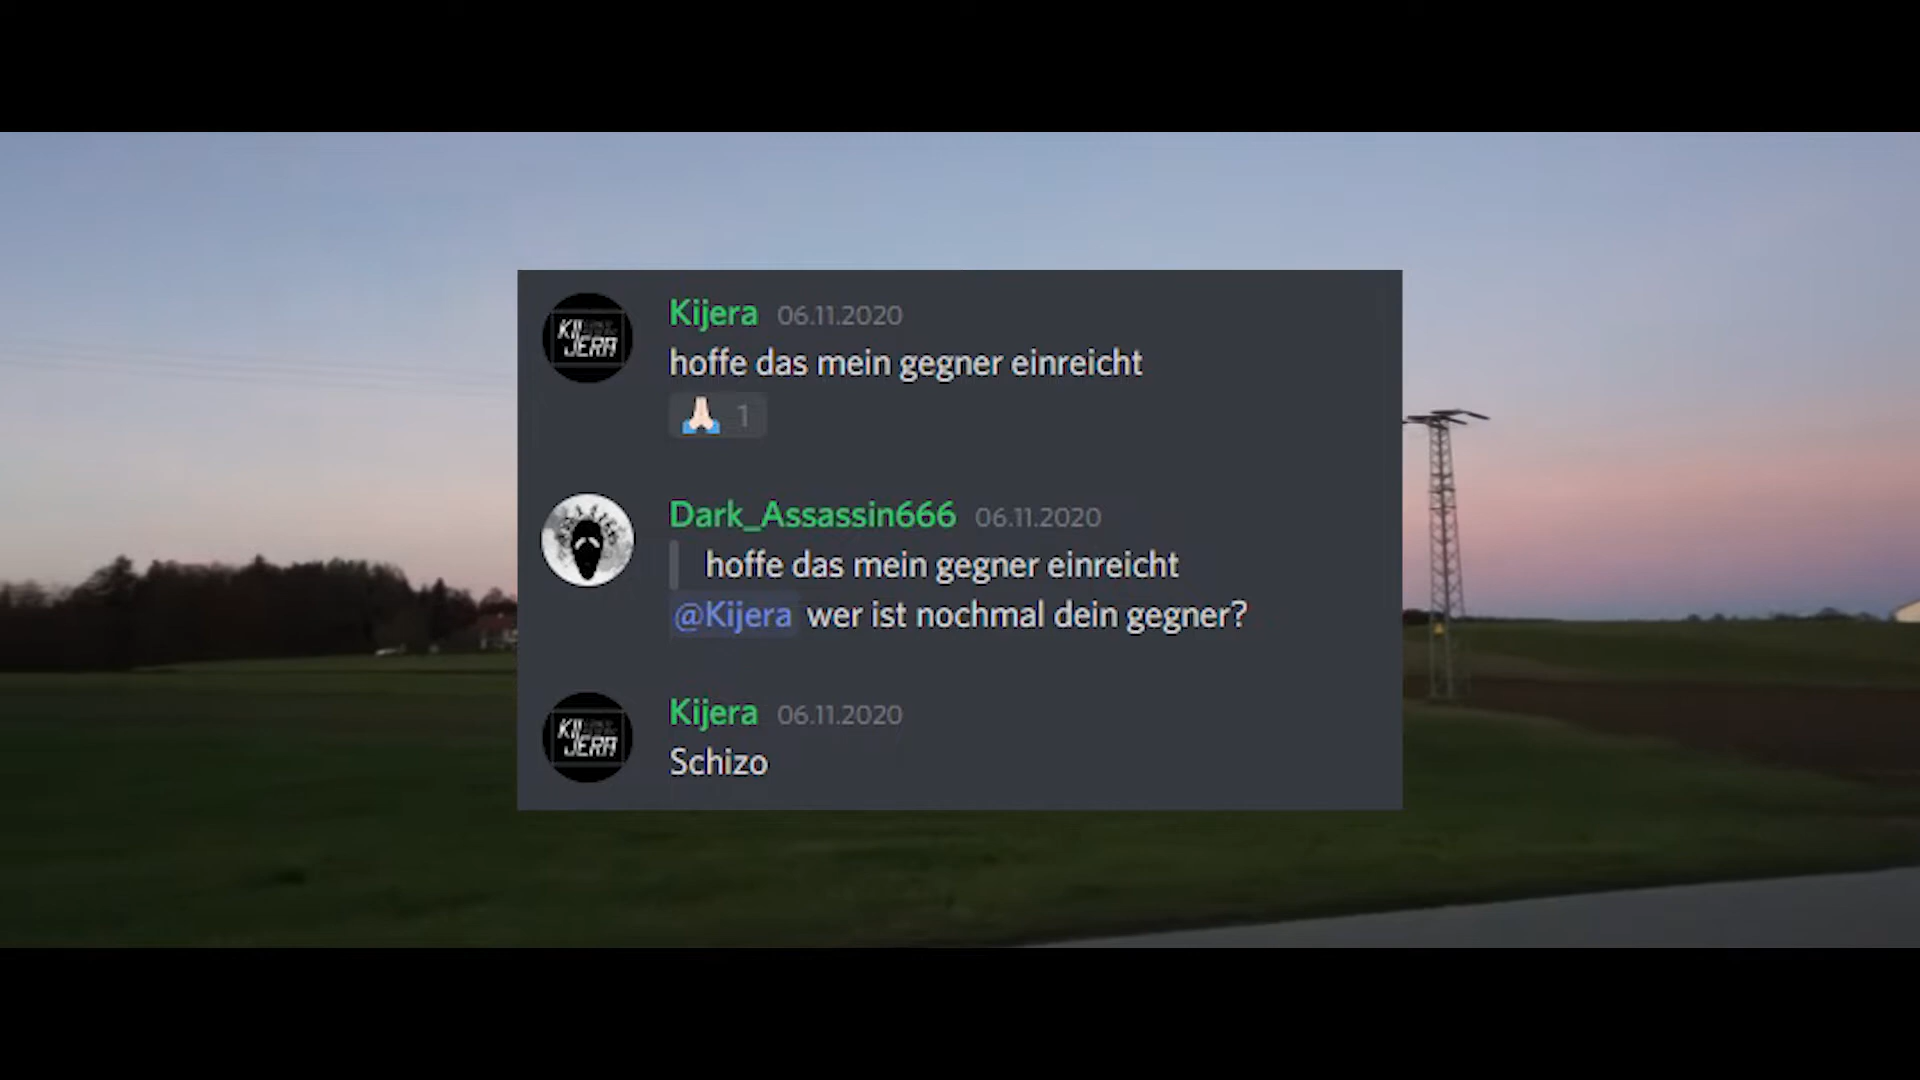 Kijera 06.11.2020
hoffe das mein gegner einreicht
1
Dark_Assassin666 06.11.2020
hoffe das mein gegner einreicht
@Kijera wer ist nochmal dein gegner?
Kijera 06.11.2020
Schizo